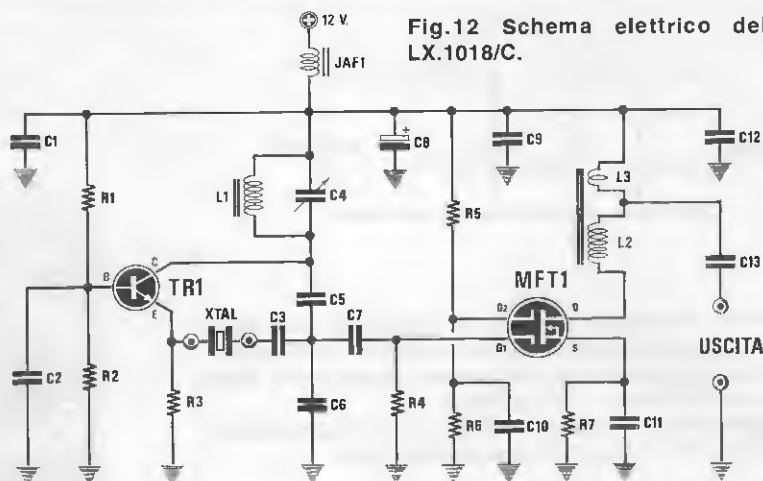 12 V.
Fig.12 Schema elettrico del
LX.1018/C.
JAF1
C1
R1
L1
C4
C8
C9
C12
L3
R5
L2
C13
B
C
E
TR1
C5
MFT1
G2
D
G1
S
XTAL
C3
C7
USCITA
C2
R2
R3
C6
R4
R6
C10
R7
C11